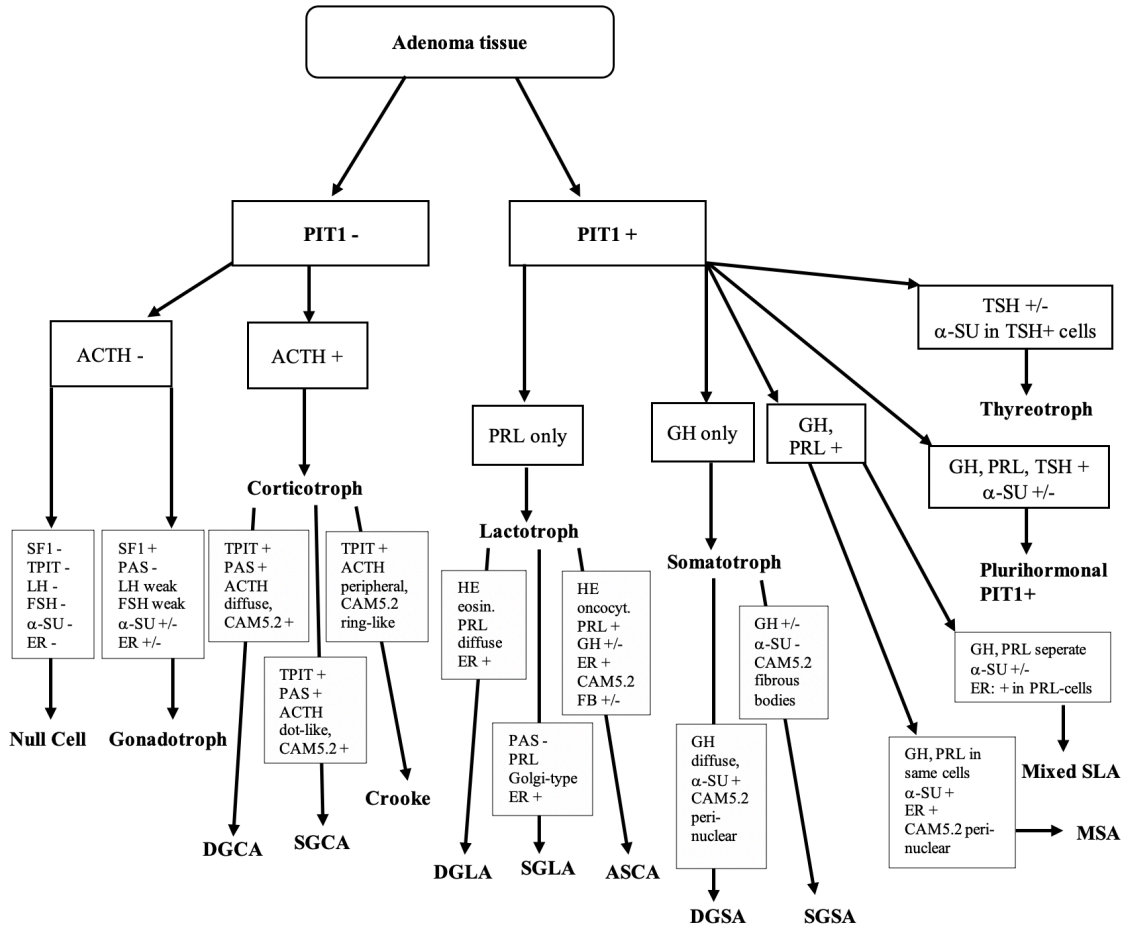 Adenoma tissue
PIT1 -
PIT1 +
ACTH -
ACTH +
PRL only
GH only
GH,
PRL +
TSH +/-
α-SU in TSH+ cells
Thyreotroph
GH, PRL, TSH +
α-SU +/-
Plurihormonal
PIT1+
Corticotroph
Lactotroph
Somatotroph
SF1 -
TPIT -
LH -
FSH -
α-SU -
ER -
Null Cell
SF1 +
PAS -
LH weak
FSH weak
α-SU +/-
ER +/-
Gonadotroph
TPIT +
PAS +
ACTH
diffuse,
CAM5.2 +
DGCA
TPIT +
PAS +
ACTH
dot-like,
CAM5.2 +
SGCA
TPIT +
ACTH
peripheral,
CAM5.2
ring-like
Crooke
HE
eosin.
PRL
diffuse
ER +
DGLA
PAS -
PRL
Golgi-type
ER +
SGLA
HE
oncocyt.
PRL +
GH +/-
ER +
CAM5.2
FB +/-
ASCA
GH
diffuse,
α-SU +
CAM5.2
peri-
nuclear
DGSA
GH +/-
α-SU -
CAM5.2
fibrous
bodies
SGSA
GH, PRL in
same cells
α-SU +
ER +
CAM5.2 peri-
nuclear
MSA
GH, PRL seperate
α-SU +/-
ER: + in PRL-cells
Mixed SLA